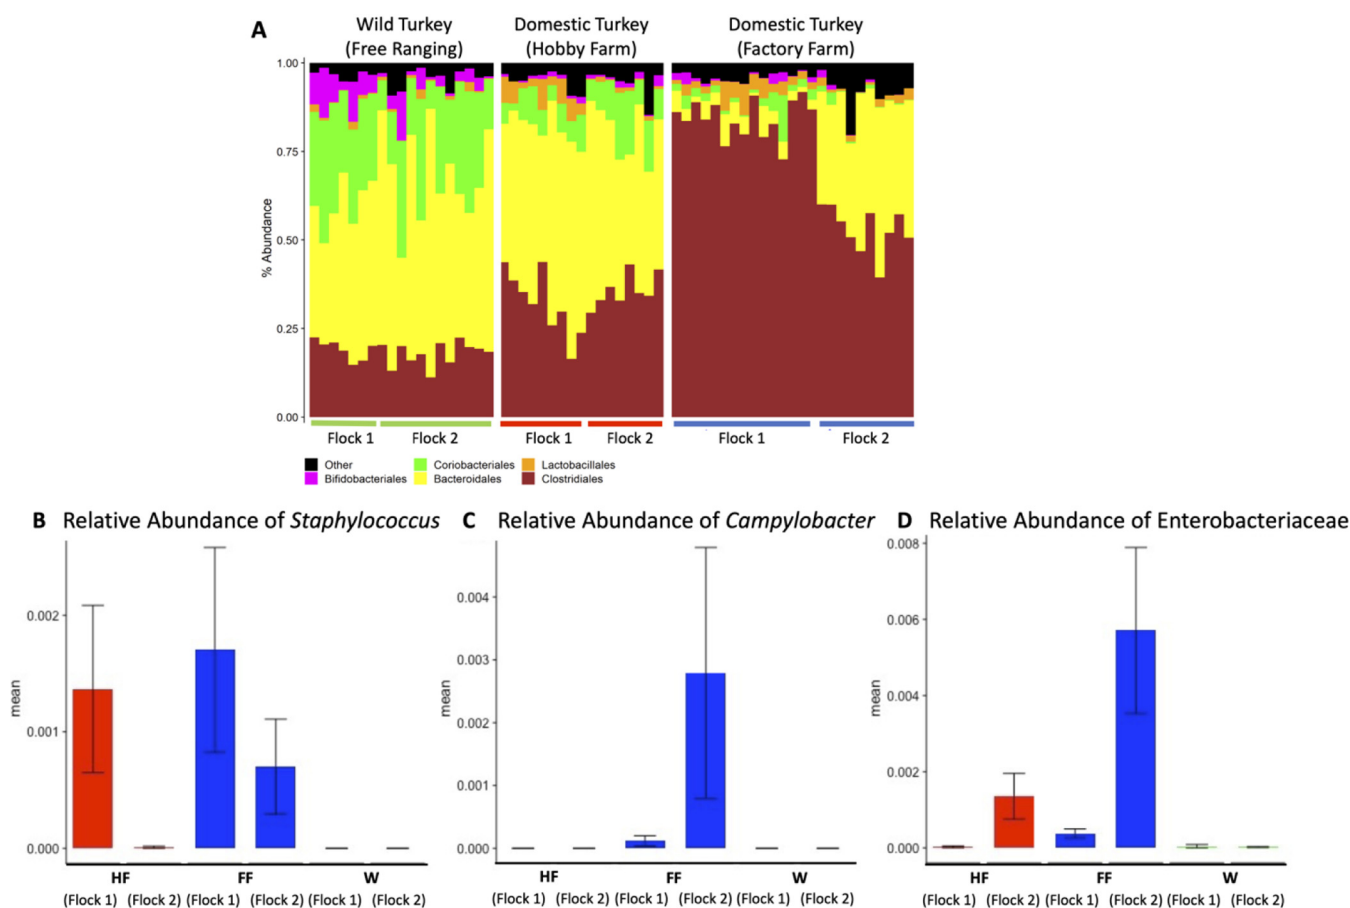 A
Wild Turkey
(Free Ranging)
Domestic Turkey
(Hobby Farm)
Domestic Turkey
(Factory Farm)
% Abundance
1.00
0.75
0.50
0.25
0.00
Flock 1 Flock 2 Flock 1 Flock 2 Flock 1 Flock 2
Other Coriobacteriales Lactobacillales
Bifidobacteriales Bacteroidales Clostridiales
B Relative Abundance of Staphylococcus
mean
0.002
0.001
0.000
HF FF W
(Flock 1) (Flock 2) (Flock 1) (Flock 2) (Flock 1) (Flock 2)
C Relative Abundance of Campylobacter
mean
0.004
0.003
0.002
0.001
0.000
HF FF W
(Flock 1) (Flock 2) (Flock 1) (Flock 2) (Flock 1) (Flock 2)
D Relative Abundance of Enterobacteriaceae
mean
0.008
0.006
0.004
0.002
0.000
HF FF W
(Flock 1) (Flock 2) (Flock 1) (Flock 2) (Flock 1) (Flock 2)